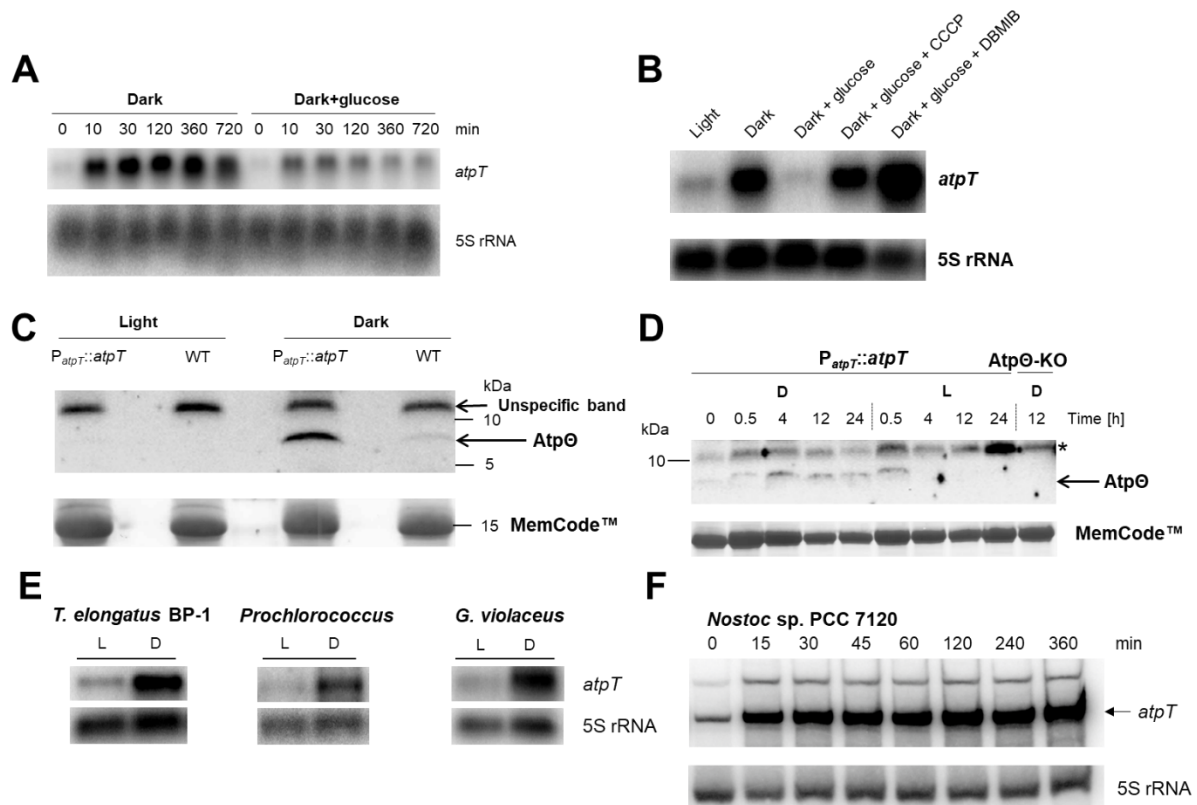 A
Dark Dark+glucose
0 10 30 120 360 720 0 10 30 120 360 720 min
atpT
5S rRNA
B
Light
Dark
Dark + glucose
Dark + glucose + CCCP
Dark + glucose + DBMIB
atpT
5S rRNA
C
Light Dark
PatpT::atpT WT PatpT::atpT WT
kDa
Unspecific band
10
AtpΘ
5
15 MemCode™
D
PatpT::atpT AtpΘ-KO
D L D
0 0.5 4 12 24 0.5 4 12 24 12 Time [h]
kDa
10
*
AtpΘ
MemCode™
E
T. elongatus BP-1 Prochlorococcus G. violaceus
L D L D L D
atpT
5S rRNA
F
Nostoc sp. PCC 7120
0 15 30 45 60 120 240 360 min
atpT
5S rRNA